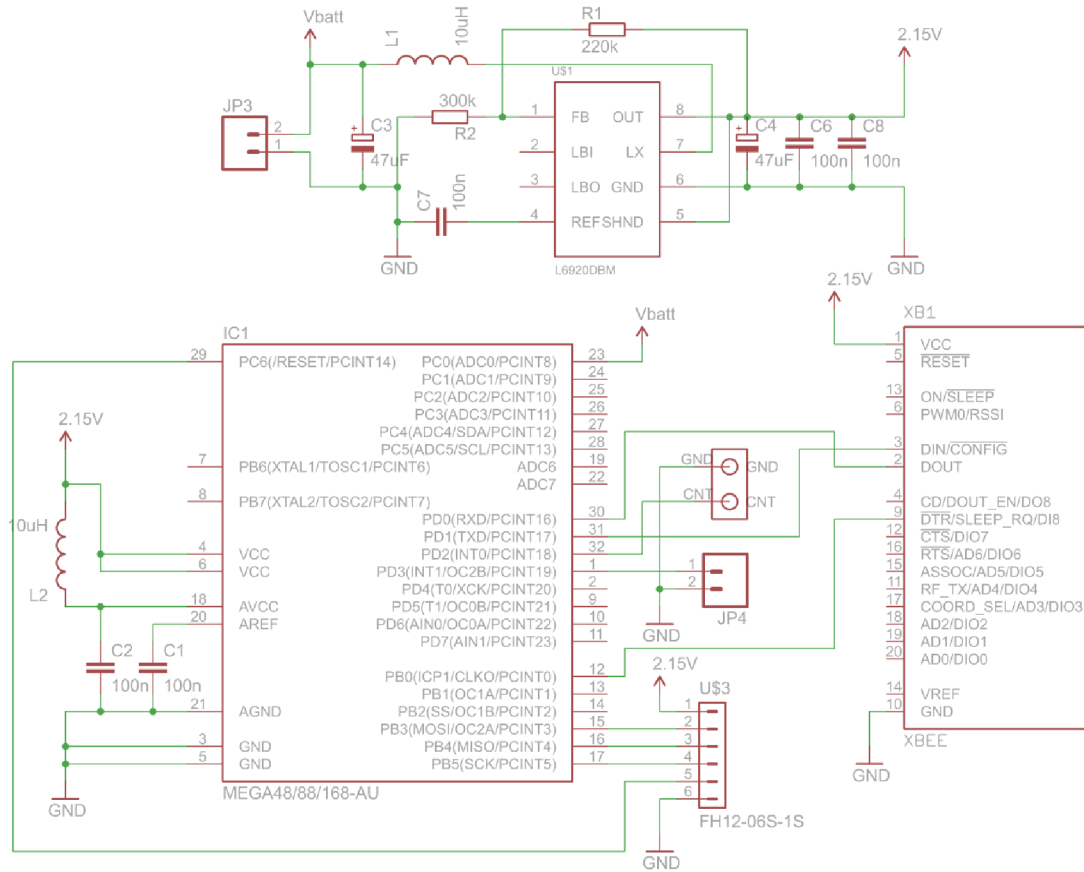 Vbatt
R1
220k
L1
10uH
2.15V
U$1
JP3
2
1
C3
47uF
300k
R2
1 FB OUT 8
2 LBI LX 7
3 LBO GND 6
4 REFSHND 5
L6920DBM
C7
100n
C4
47uF
C6
100n
C8
100n
GND
GND
IC1
29 PC6(/RESET/PCINT14)
7 PB6(XTAL1/TOSC1/PCINT6)
8 PB7(XTAL2/TOSC2/PCINT7)
4 VCC
6 VCC
18 AVCC
20 AREF
21 AGND
3 GND
5 GND
PC0(ADC0/PCINT8) 23
PC1(ADC1/PCINT9) 24
PC2(ADC2/PCINT10) 25
PC3(ADC3/PCINT11) 26
PC4(ADC4/SDA/PCINT12) 27
PC5(ADC5/SCL/PCINT13) 28
ADC6 19
ADC7 22
PD0(RXD/PCINT16) 30
PD1(TXD/PCINT17) 31
PD2(INT0/PCINT18) 32
PD3(INT1/OC2B/PCINT19) 1
PD4(T0/XCK/PCINT20) 2
PD5(T1/OC0B/PCINT21) 9
PD6(AIN0/OC0A/PCINT22) 10
PD7(AIN1/PCINT23) 11
PB0(ICP1/CLKO/PCINT0) 12
PB1(OC1A/PCINT1) 13
PB2(SS/OC1B/PCINT2) 14
PB3(MOSI/OC2A/PCINT3) 15
PB4(MISO/PCINT4) 16
PB5(SCK/PCINT5) 17
MEGA48/88/168-AU
2.15V
10uH
L2
C2
100n
C1
100n
GND
Vbatt
GND GND
CNT CNT
1
2
JP4
GND
2.15V
U$3
1
2
3
4
5
6
FH12-06S-1S
GND
2.15V
XB1
1 VCC
5 RESET
13 ON/SLEEP
6 PWM0/RSSI
3 DIN/CONFIG
2 DOUT
4 CD/DOUT_EN/DO8
9 DTR/SLEEP_RQ/DI8
12 CTS/DIO7
16 RTS/AD6/DIO6
15 ASSOC/AD5/DIO5
11 RF_TX/AD4/DIO4
17 COORD_SEL/AD3/DIO3
18 AD2/DIO2
19 AD1/DIO1
20 AD0/DIO0
14 VREF
10 GND
XBEE
GND